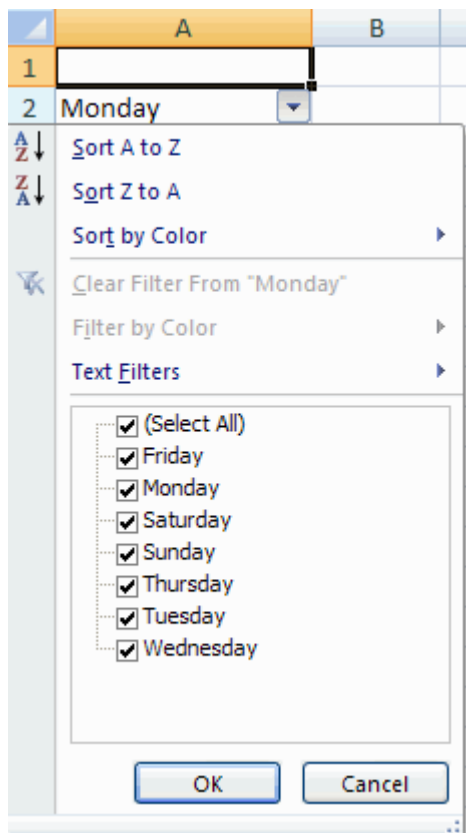 A B
1
2 Monday
Sort A to Z
Sort Z to A
Sort by Color
Clear Filter From "Monday"
Filter by Color
Text Filters
(Select All)
Friday
Monday
Saturday
Sunday
Thursday
Tuesday
Wednesday
OK Cancel